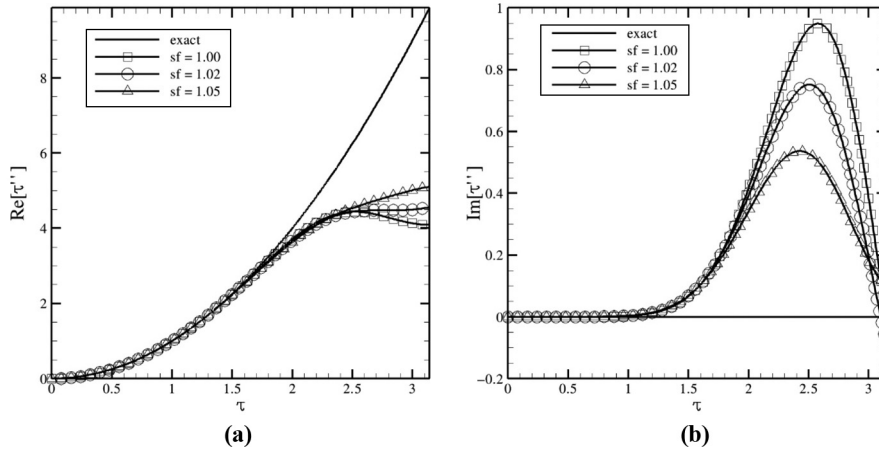 exact
sf = 1.00
sf = 1.02
sf = 1.05
Re[τ'']
8
6
4
2
0
0
0.5
1
1.5
2
2.5
3
τ
(a)
exact
sf = 1.00
sf = 1.02
sf = 1.05
Im[τ'']
1
0.8
0.6
0.4
0.2
0
−0.2
0
0.5
1
1.5
2
2.5
3
τ
(b)